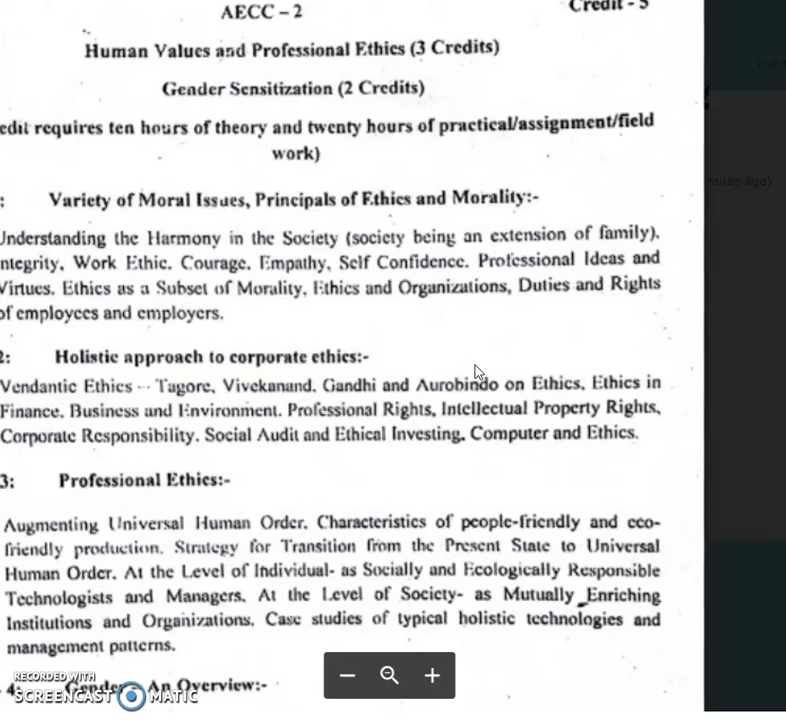 AECC – 2
Credit - 5
Human Values and Professional Ethics (3 Credits)
Gender Sensitization (2 Credits)
edit requires ten hours of theory and twenty hours of practical/assignment/field
work)
: Variety of Moral Issues, Principals of Ethics and Morality:-
Understanding the Harmony in the Society (society being an extension of family).
ntegrity, Work Ethic. Courage. Empathy, Self Confidence. Professional Ideas and
Virtues. Ethics as a Subset of Morality, Ethics and Organizations, Duties and Rights
of employees and employers.
2: Holistic approach to corporate ethics:-
Vendantic Ethics -- Tagore, Vivekanand. Gandhi and Aurobindo on Ethics, Ethics in
Finance. Business and Environment. Professional Rights, Intellectual Property Rights,
Corporate Responsibility. Social Audit and Ethical Investing. Computer and Ethics.
3: Professional Ethics:-
Augmenting Universal Human Order. Characteristics of people-friendly and eco-
friendly production. Strategy for Transition from the Present State to Universal
Human Order. At the Level of Individual- as Socially and Ecologically Responsible
Technologists and Managers. At the Level of Society- as Mutually Enriching
Institutions and Organizations. Case studies of typical holistic technologies and
management patterns.
4: Gender - An Overview:-
RECORDED WITH
SCREENCAST MATIC
nutes ago)